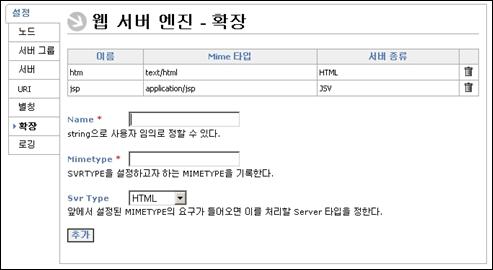 설정
노드
서버 그룹
서버
URI
별칭
확장
로깅
웹 서버 엔진 - 확장
이름 Mime 타입 서버 종류
htm text/html HTML
jsp application/jsp JSV
Name *
string으로 사용자 임의로 정할 수 있다.
Mimetype *
SVRTYPE을 설정하고자 하는 MIMETYPE을 기록한다.
Svr Type HTML
앞에서 설정된 MIMETYPE의 요구가 들어오면 이를 처리할 Server 타입을 정한다.
추가